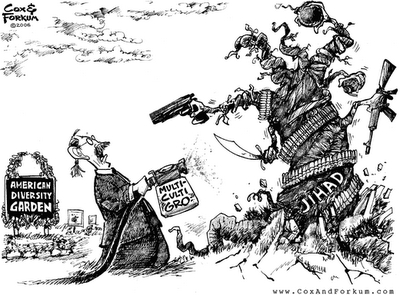 COX &
FORKUM
©2006
AMERICAN
DIVERSITY
GARDEN
MULTI
CULTI
GRO
JIHAD
www.CoxAndForkum.com